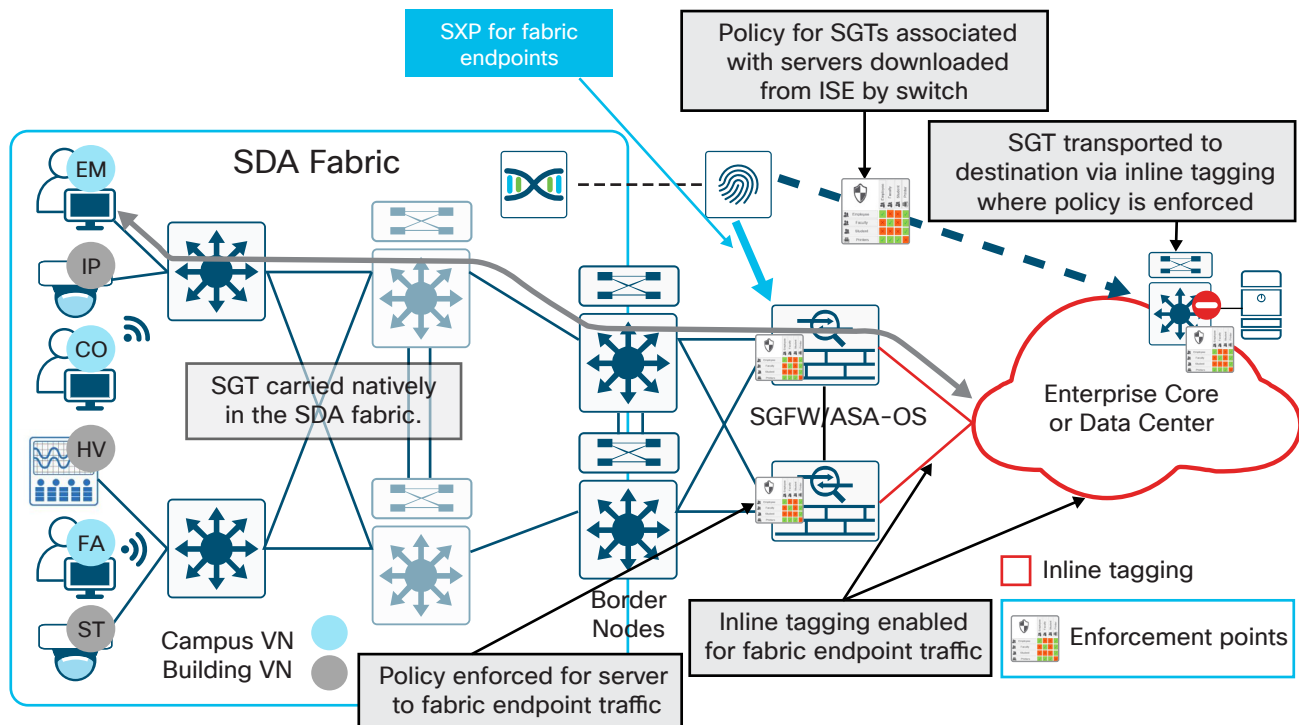 SXP for fabric
endpoints
Policy for SGTs associated
with servers downloaded
from ISE by switch
SGT transported to
destination via inline tagging
where policy is enforced
SDA Fabric
EM
IP
CO
HV
FA
ST
SGT carried natively
in the SDA fabric.
Campus VN
Building VN
Border
Nodes
SGFW/ASA-OS
Enterprise Core
or Data Center
Policy enforced for server
to fabric endpoint traffic
Inline tagging enabled
for fabric endpoint traffic
Inline tagging
Enforcement points